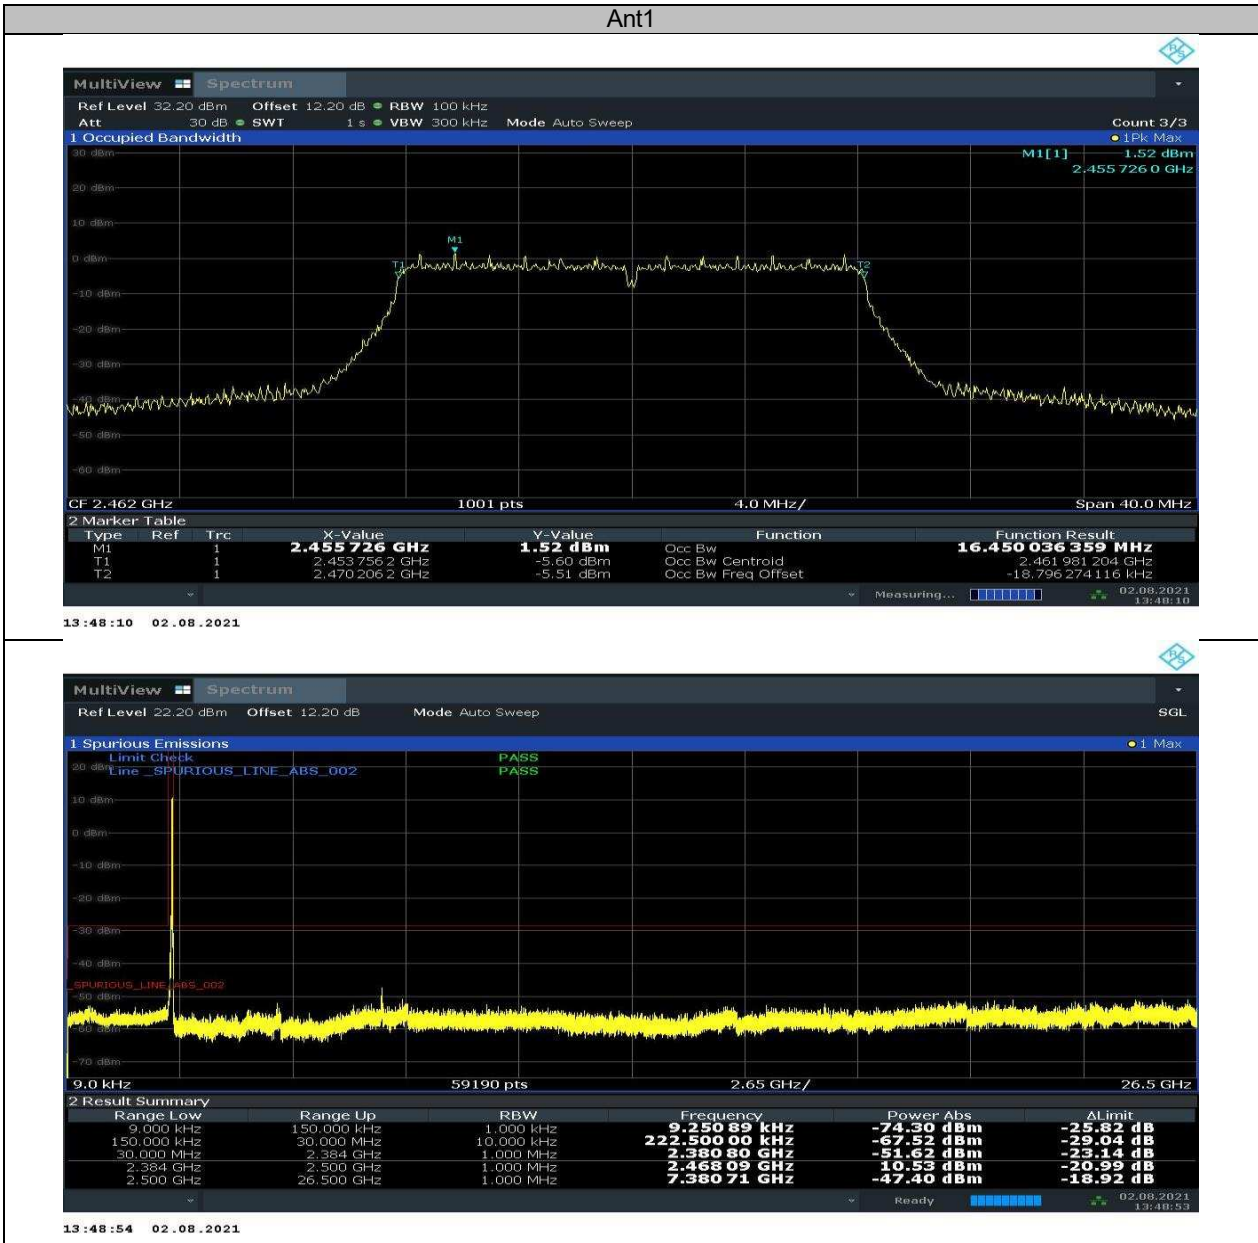 Ant1
R&S
MultiView Spectrum
Ref Level 32.20 dBm Offset 12.20 dB RBW 100 kHz
Att 30 dB SWT 1 s VBW 300 kHz Mode Auto Sweep Count 3/3
1 Occupied Bandwidth 1Pk Max
30 dBm M1[1] 1.52 dBm
2.455 726 0 GHz
20 dBm
10 dBm
M1
0 dBm
T1 T2
-10 dBm
-20 dBm
-30 dBm
-40 dBm
-50 dBm
-60 dBm
CF 2.462 GHz 1001 pts 4.0 MHz/ Span 40.0 MHz
2 Marker Table
Type Ref Trc X-Value Y-Value Function Function Result
M1 1 2.455 726 GHz 1.52 dBm Occ Bw 16.450 036 359 MHz
T1 1 2.453 756 2 GHz -5.60 dBm Occ Bw Centroid 2.461 981 204 GHz
T2 1 2.470 206 2 GHz -5.51 dBm Occ Bw Freq Offset -18.796 274 116 kHz
Measuring... 02.08.2021
13:48:10
13:48:10 02.08.2021
R&S
MultiView Spectrum
Ref Level 22.20 dBm Offset 12.20 dB Mode Auto Sweep SGL
1 Spurious Emissions 1 Max
Limit Check PASS
20 dBm Line _SPURIOUS_LINE_ABS_002 PASS
10 dBm
0 dBm
-10 dBm
-20 dBm
-30 dBm
-40 dBm
_SPURIOUS_LINE_ABS_002
-50 dBm
-60 dBm
-70 dBm
9.0 kHz 59190 pts 2.65 GHz/ 26.5 GHz
2 Result Summary
Range Low Range Up RBW Frequency Power Abs ΔLimit
9.000 kHz 150.000 kHz 1.000 kHz 9.250 89 kHz -74.30 dBm -25.82 dB
150.000 kHz 30.000 MHz 10.000 kHz 222.500 00 kHz -67.52 dBm -29.04 dB
30.000 MHz 2.384 GHz 1.000 MHz 2.380 80 GHz -51.62 dBm -23.14 dB
2.384 GHz 2.500 GHz 1.000 MHz 2.468 09 GHz 10.53 dBm -20.99 dB
2.500 GHz 26.500 GHz 1.000 MHz 7.380 71 GHz -47.40 dBm -18.92 dB
Ready 02.08.2021
13:48:53
13:48:54 02.08.2021